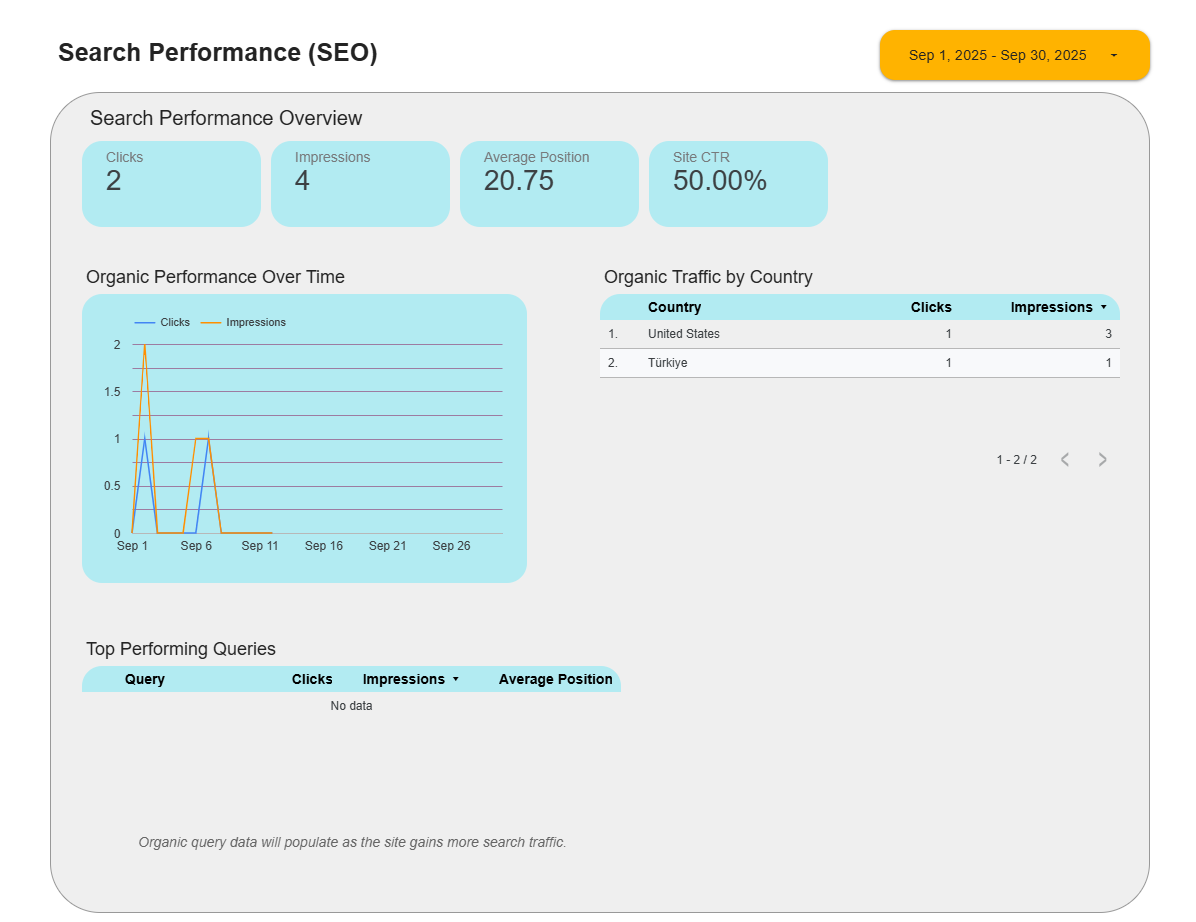 Search Performance (SEO)
Sep 1, 2025 - Sep 30, 2025
Search Performance Overview
Clicks
2
Impressions
4
Average Position
20.75
Site CTR
50.00%
Organic Performance Over Time
Clicks Impressions
2
1.5
1
0.5
0
Sep 1 Sep 6 Sep 11 Sep 16 Sep 21 Sep 26
Organic Traffic by Country
Country Clicks Impressions
1. United States 1 3
2. Türkiye 1 1
1 - 2 / 2
Top Performing Queries
Query Clicks Impressions Average Position
No data
Organic query data will populate as the site gains more search traffic.